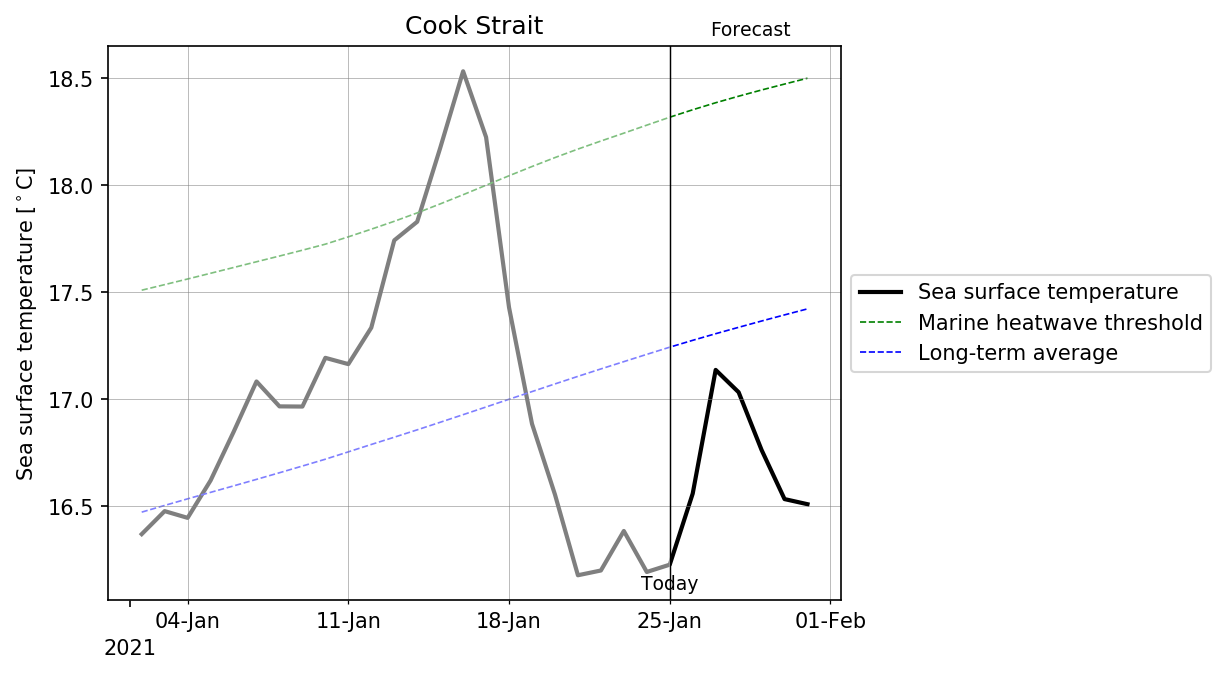 Cook Strait
Forecast
18.5
18.0
17.5
17.0
16.5
Sea surface temperature [°C]
Sea surface temperature
Marine heatwave threshold
Long-term average
Today
04-Jan 11-Jan 18-Jan 25-Jan 01-Feb
2021